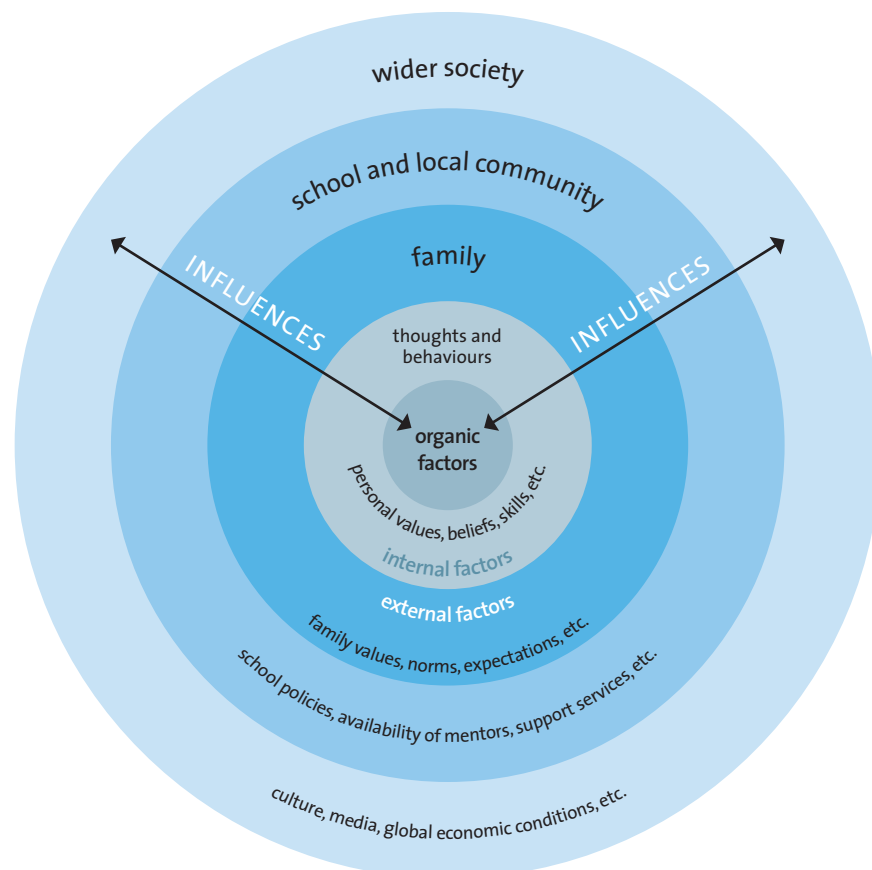 wider society
school and local community
family
INFLUENCES
INFLUENCES
thoughts and
behaviours
organic
factors
personal values, beliefs, skills, etc.
internal factors
external factors
family values, norms, expectations, etc.
school policies, availability of mentors, support services, etc.
culture, media, global economic conditions, etc.